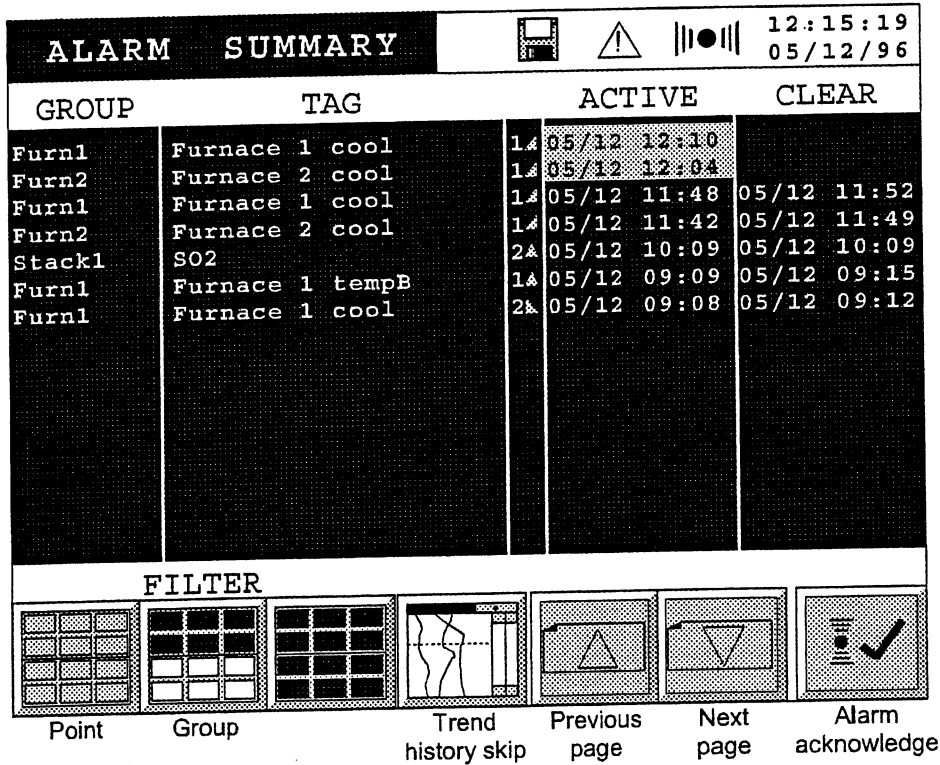 ALARM SUMMARY
12:15:19
05/12/96
GROUP TAG ACTIVE CLEAR
Furn1 Furnace 1 cool 1 05/12 12:10
Furn2 Furnace 2 cool 1 05/12 12:04
Furn1 Furnace 1 cool 1 05/12 11:48 05/12 11:52
Furn2 Furnace 2 cool 1 05/12 11:42 05/12 11:49
Stack1 SO2 2 05/12 10:09 05/12 10:09
Furn1 Furnace 1 tempB 1 05/12 09:09 05/12 09:15
Furn1 Furnace 1 cool 2 05/12 09:08 05/12 09:12
FILTER
Point Group Trend history skip Previous page Next page Alarm acknowledge